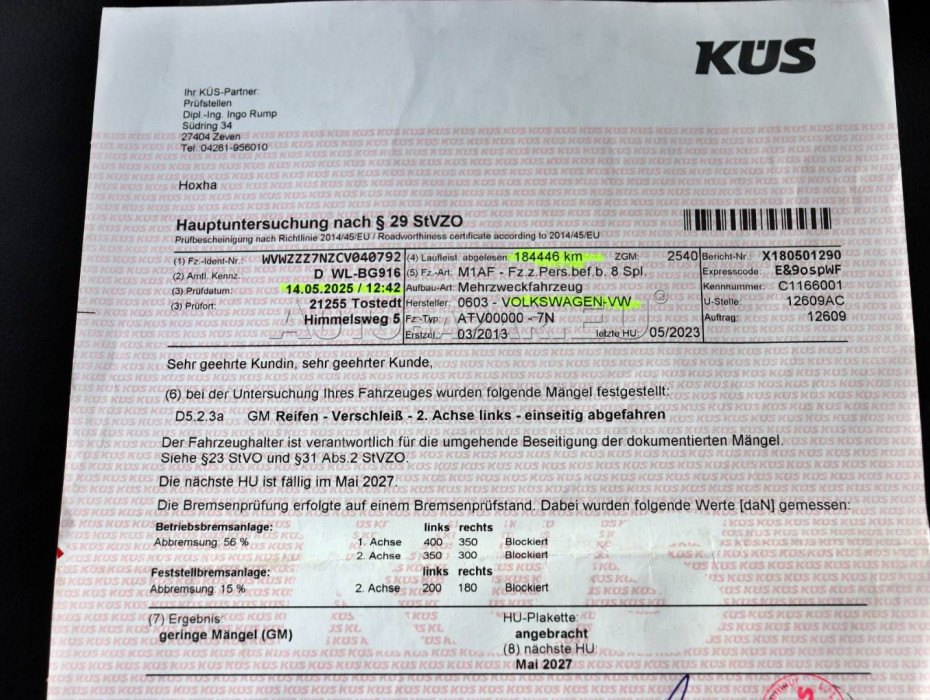 KÜS
Ihr KÜS-Partner:
Prüfstellen
Dipl.-Ing. Ingo Rump
Südring 34
27404 Zeven
Tel. 04281-956010
Hoxha
Hauptuntersuchung nach § 29 StVZO
Prüfbescheinigung nach Richtlinie 2014/45/EU / Roadworthiness certificate according to 2014/45/EU
(1) Fz.-Ident-Nr.: WVWZZZ7NZCV040792 (4) Laufleist. abgelesen: 184446 km ZGM: 2540 Bericht-Nr.: X180501290
(2) Amtl. Kennz.: D WL-BG916 (5) Fz.-Art: M1AF - Fz.z.Pers.bef.b. 8 Spl. Expresscode: E&9ospWF
(3) Prüfdatum: 14.05.2025 / 12:42 Aufbau-Art: Mehrzweckfahrzeug Kennnummer: C1166001
(3) Prüfort: 21255 Tostedt Hersteller: 0603 - VOLKSWAGEN-VW U-Stelle: 12609AC
Himmelsweg 5 Fz-Typ: ATV00000 - 7N Auftrag: 12609
Erstzul.: 03/2013 letzte HU: 05/2023
Sehr geehrte Kundin, sehr geehrter Kunde,
(6) bei der Untersuchung Ihres Fahrzeuges wurden folgende Mängel festgestellt:
D5.2.3a GM Reifen - Verschleiß - 2. Achse links - einseitig abgefahren
Der Fahrzeughalter ist verantwortlich für die umgehende Beseitigung der dokumentierten Mängel.
Siehe §23 StVO und §31 Abs.2 StVZO.
Die nächste HU ist fällig im Mai 2027.
Die Bremsenprüfung erfolgte auf einem Bremsenprüfstand. Dabei wurden folgende Werte [daN] gemessen:
Betriebsbremsanlage: links rechts
Abbremsung: 56 % 1. Achse 400 350 Blockiert
2. Achse 350 300 Blockiert
Feststellbremsanlage: links rechts
Abbremsung: 15 % 2. Achse 200 180 Blockiert
(7) Ergebnis: HU-Plakette:
geringe Mängel (GM) angebracht
(8) nächste HU:
Mai 2027